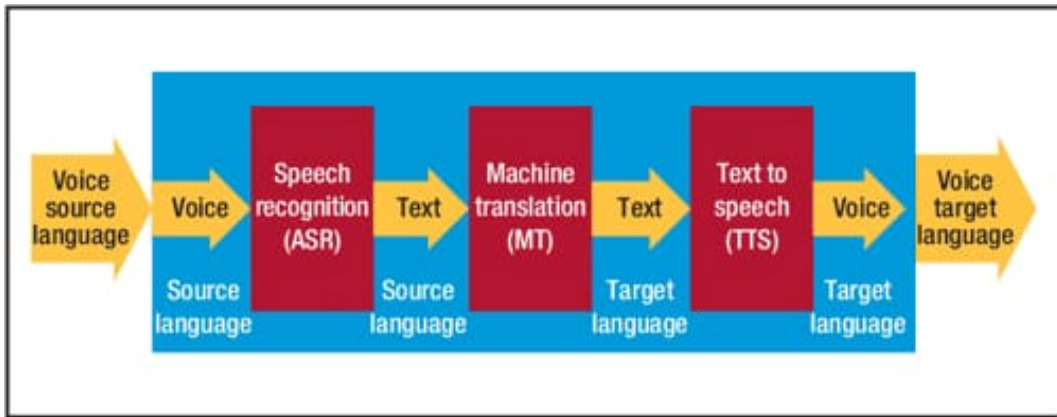 Voice
source
language
Voice
Source
language
Speech
recognition
(ASR)
Text
Source
language
Machine
translation
(MT)
Text
Target
language
Text to
speech
(TTS)
Voice
Target
language
Voice
target
language